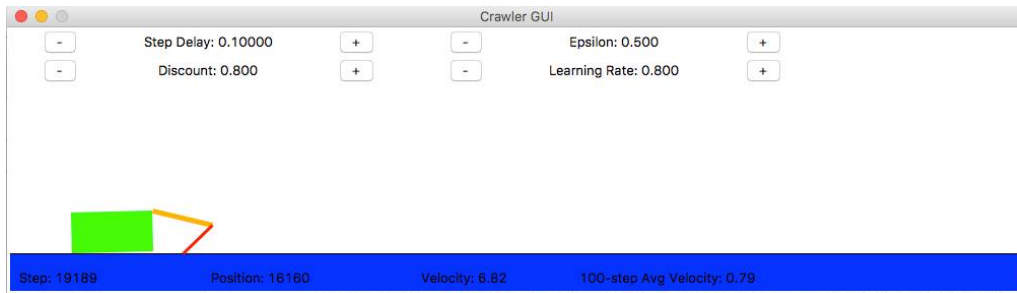 Crawler GUI
- Step Delay: 0.10000 + - Epsilon: 0.500 +
- Discount: 0.800 + - Learning Rate: 0.800 +
Step: 19189 Position: 16160 Velocity: 6.82 100-step Avg Velocity: 0.79